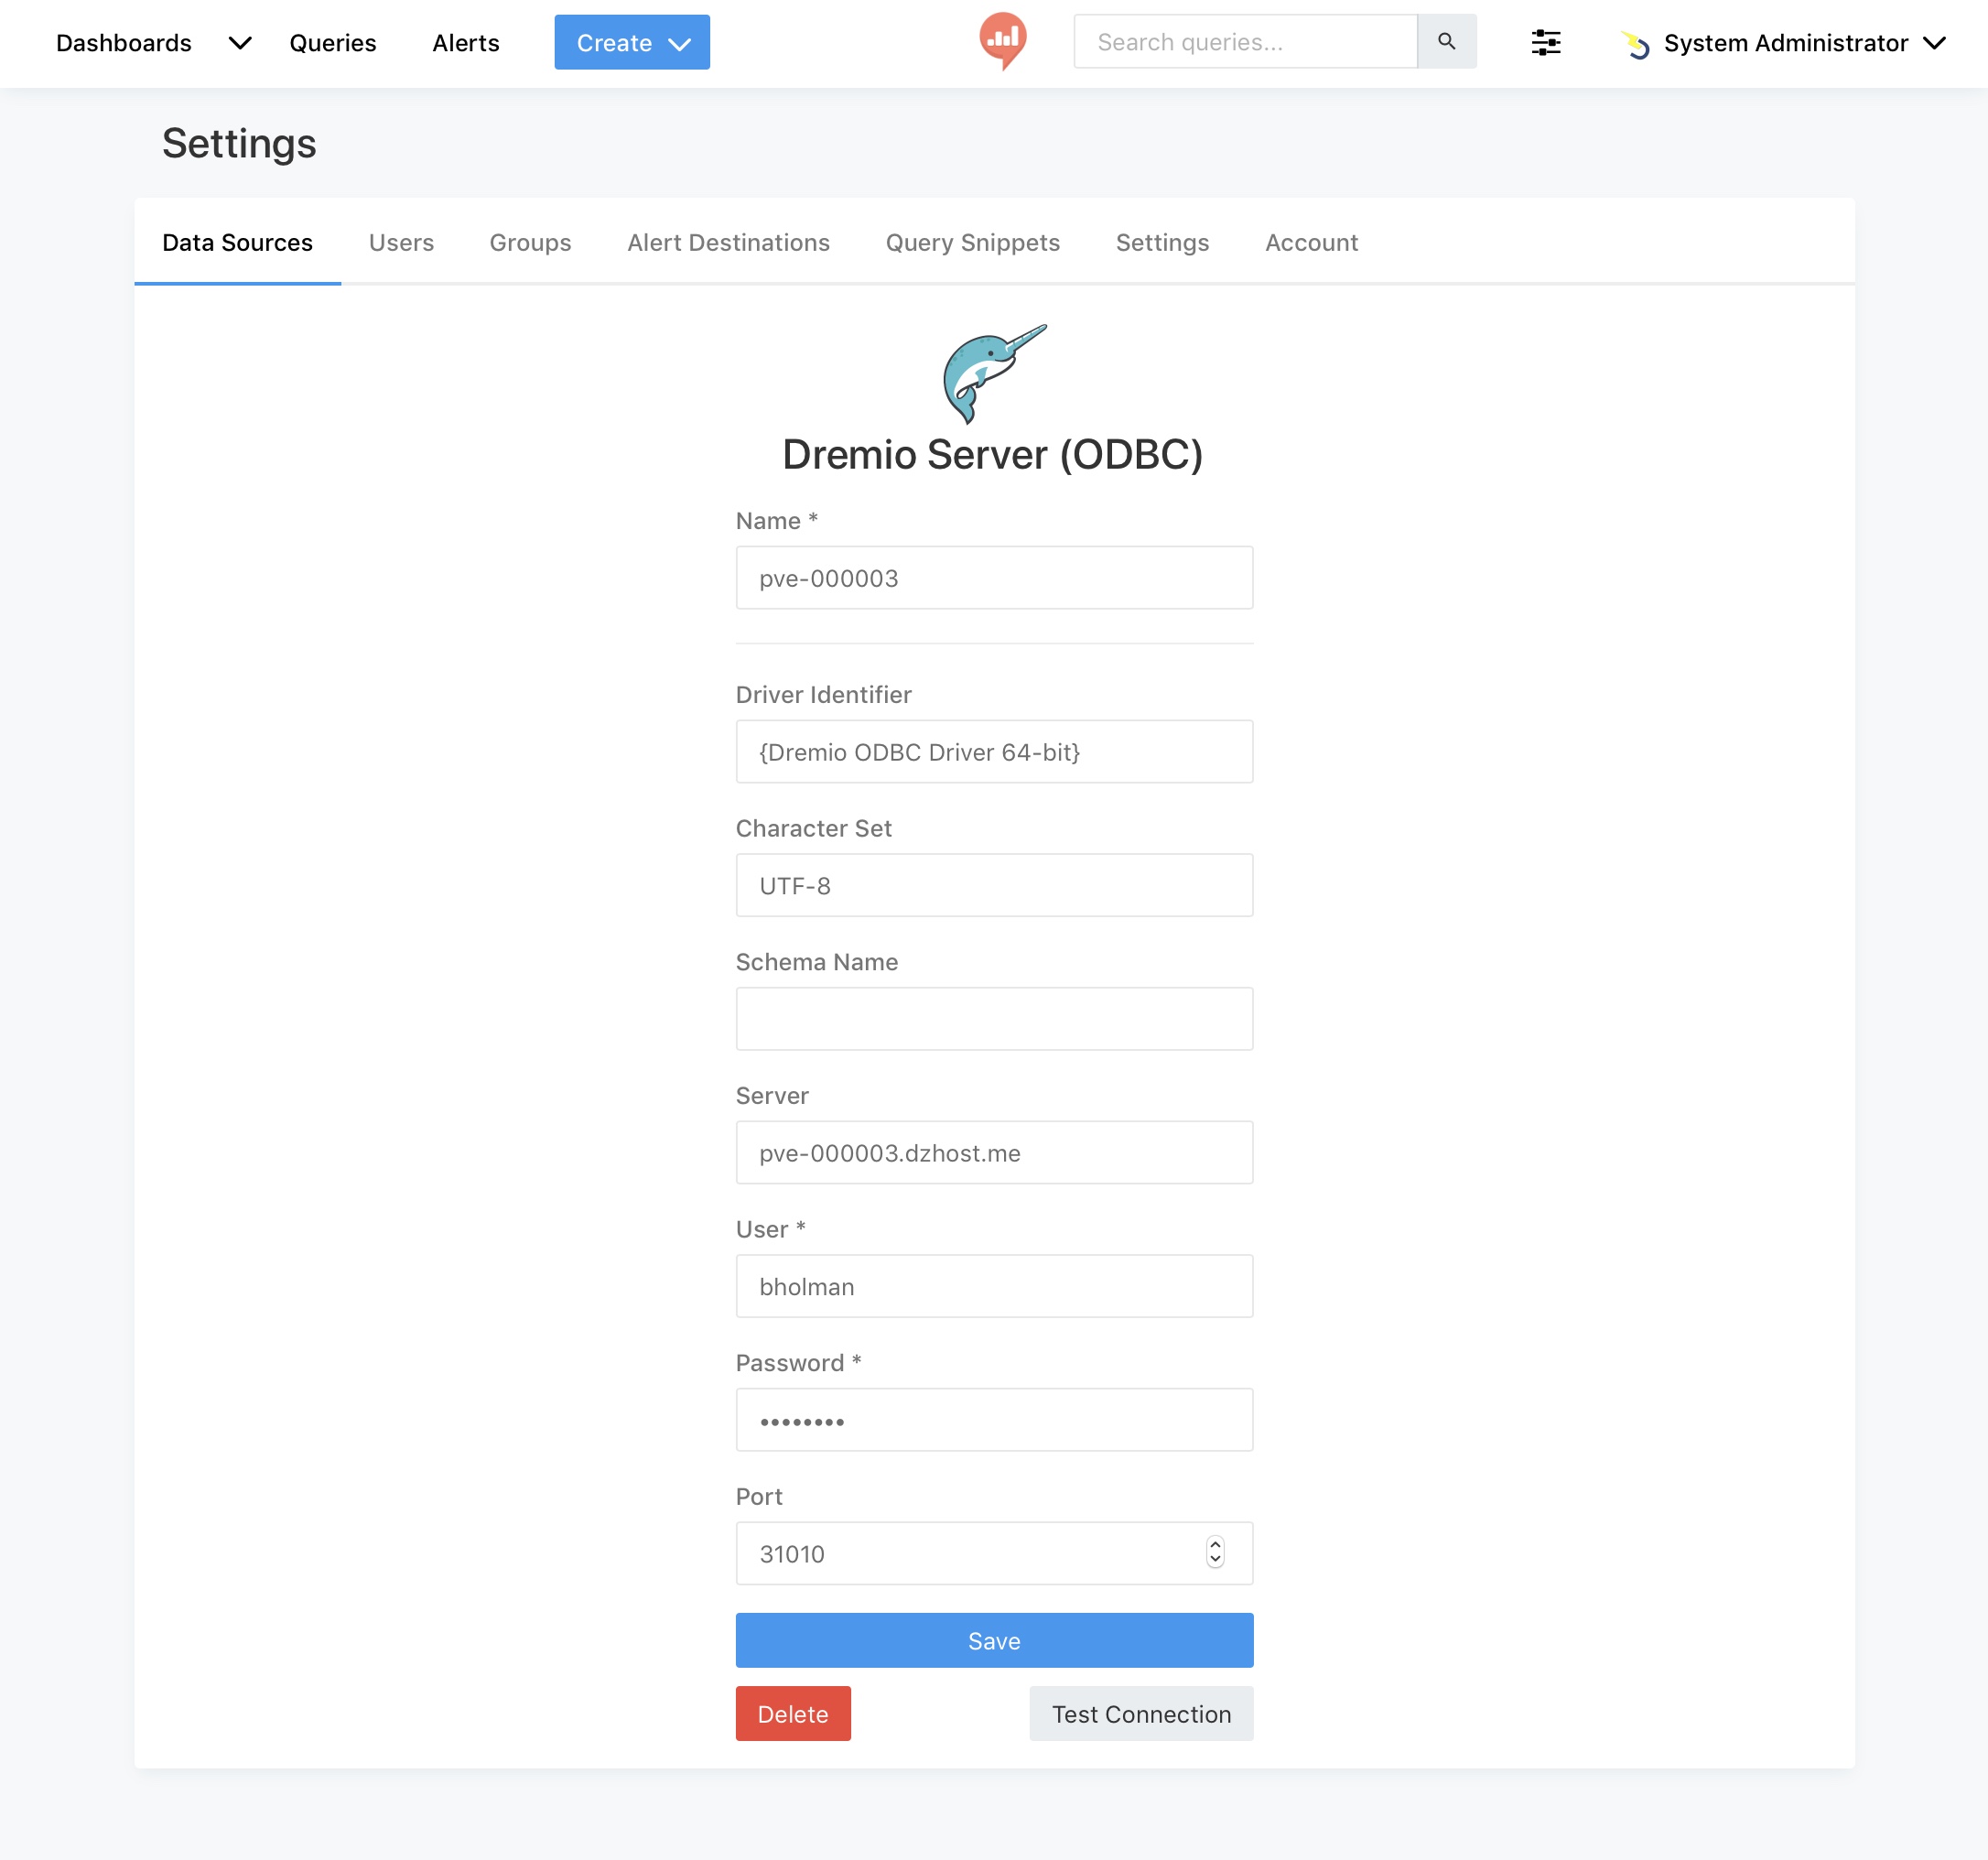 Dashboards Queries Alerts Create Search queries... System Administrator
Settings
Data Sources Users Groups Alert Destinations Query Snippets Settings Account
Dremio Server (ODBC)
Name *
pve-000003
Driver Identifier
{Dremio ODBC Driver 64-bit}
Character Set
UTF-8
Schema Name
Server
pve-000003.dzhost.me
User *
bholman
Password *
••••••••
Port
31010
Save
Delete Test Connection